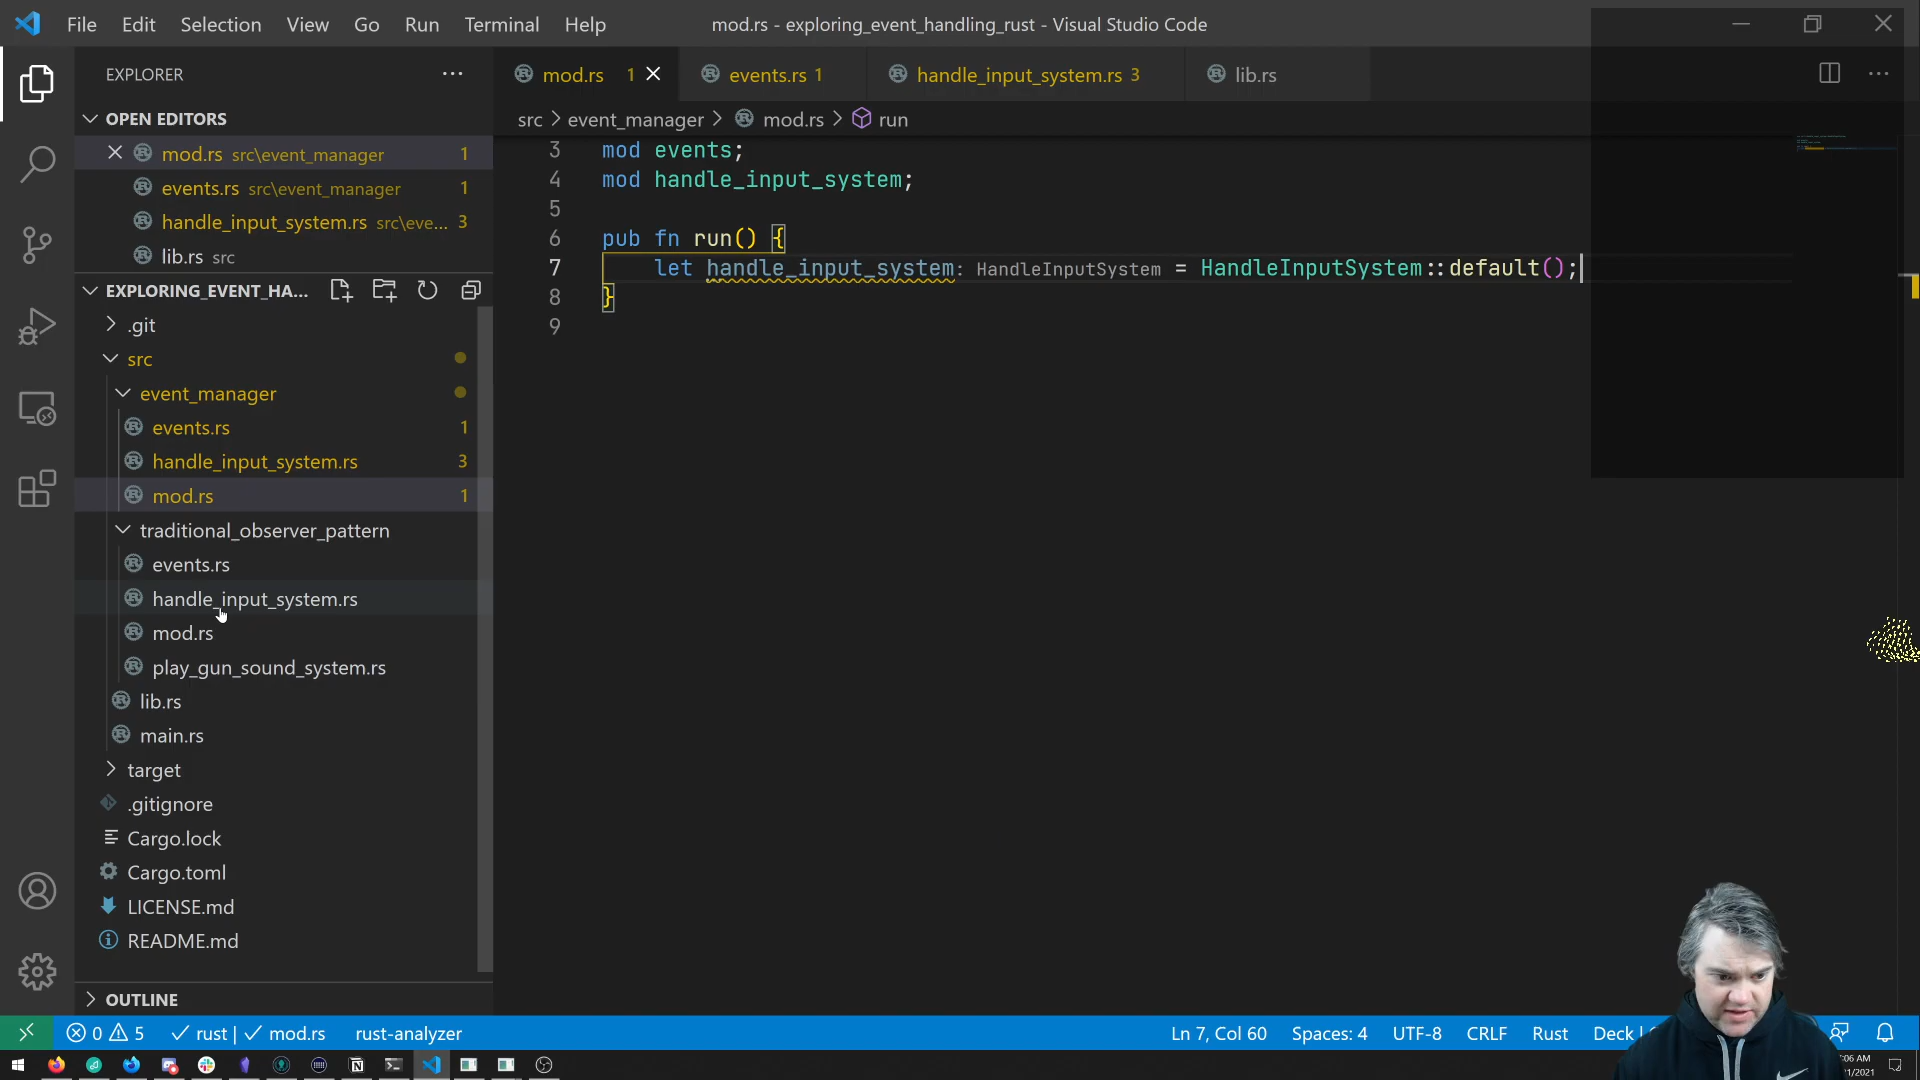 File Edit Selection View Go Run Terminal Help
mod.rs - exploring_event_handling_rust - Visual Studio Code
EXPLORER
OPEN EDITORS
mod.rs src\event_manager 1
events.rs src\event_manager 1
handle_input_system.rs src\eve... 3
lib.rs src
EXPLORING_EVENT_HA...
.git
src
event_manager
events.rs 1
handle_input_system.rs 3
mod.rs 1
traditional_observer_pattern
events.rs
handle_input_system.rs
mod.rs
play_gun_sound_system.rs
lib.rs
main.rs
target
.gitignore
Cargo.lock
Cargo.toml
LICENSE.md
README.md
OUTLINE
mod.rs 1
events.rs 1
handle_input_system.rs 3
lib.rs
src > event_manager > mod.rs > run
3 mod events;
4 mod handle_input_system;
5
6 pub fn run() {
7 let handle_input_system: HandleInputSystem = HandleInputSystem::default();
8 }
9
0 5 rust | mod.rs rust-analyzer
Ln 7, Col 60 Spaces: 4 UTF-8 CRLF Rust Deck